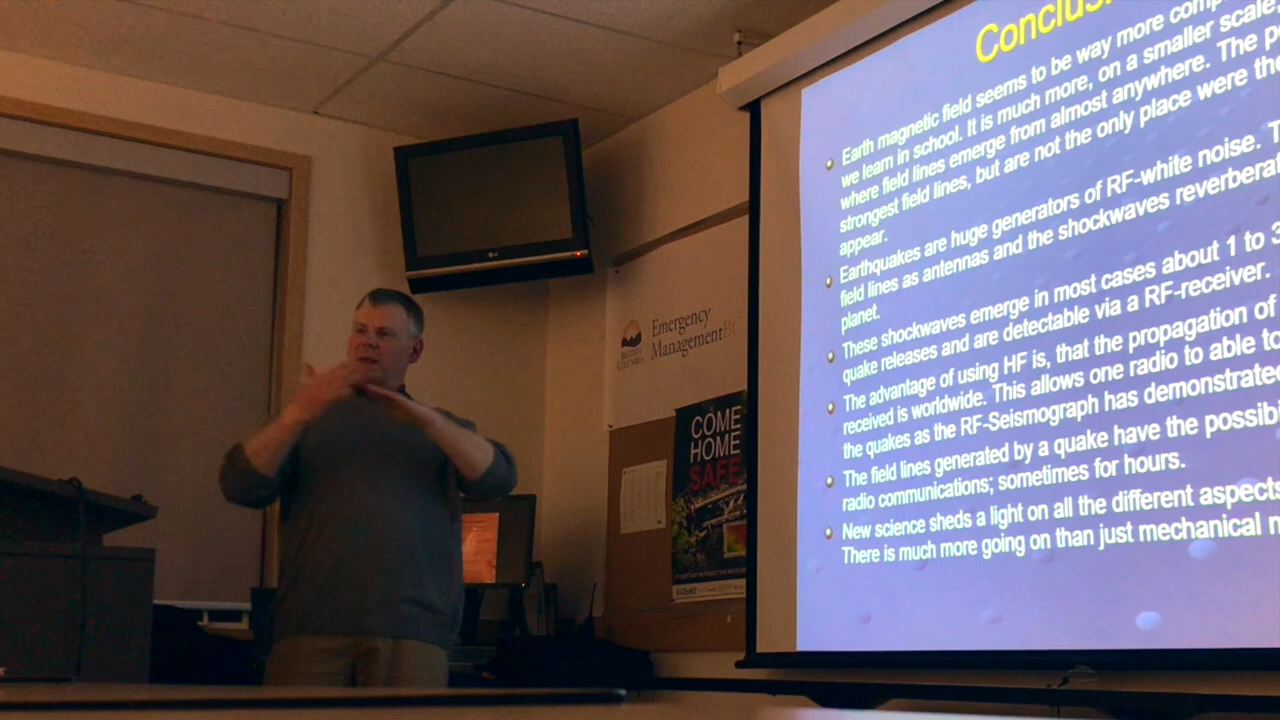 Conclus
Earth magnetic field seems to be way more comp
we learn in school. It is much more, on a smaller scale,
where field lines emerge from almost anywhere. The po
strongest field lines, but are not the only place were the
appear.
Earthquakes are huge generators of RF-white noise. T
field lines as antennas and the shockwaves reverberat
planet.
These shockwaves emerge in most cases about 1 to 3
quake releases and are detectable via a RF-receiver.
The advantage of using HF is, that the propagation of
received is worldwide. This allows one radio to able to
the quakes as the RF-Seismograph has demonstrated
The field lines generated by a quake have the possibi
radio communications; sometimes for hours.
New science sheds a light on all the different aspects
There is much more going on than just mechanical m
LG
BRITISH
COLUMBIA
Emergency
ManagementBC
COME
HOME
SAFE